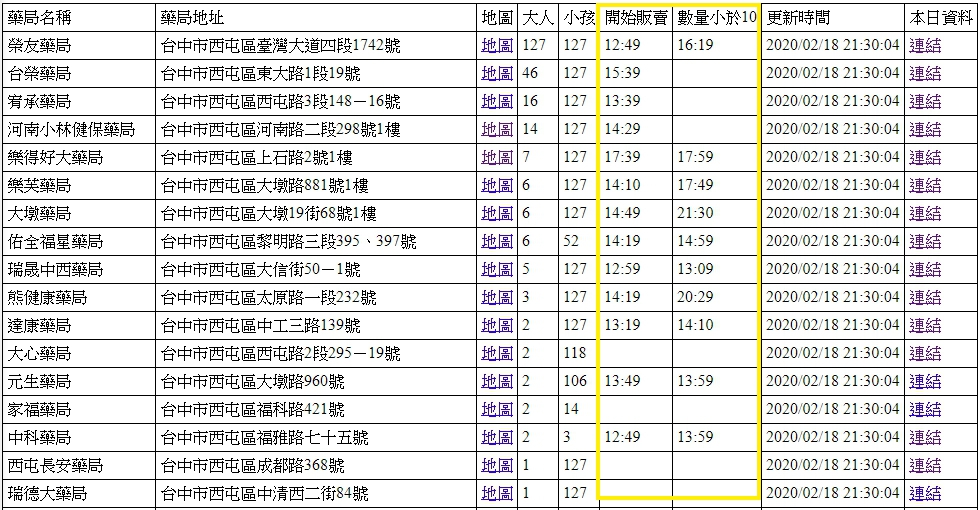 藥局名稱 藥局地址 地圖 大人 小孩 開始販賣 數量小於10 更新時間 本日資料
榮友藥局 台中市西屯區臺灣大道四段1742號 地圖 127 127 12:49 16:19 2020/02/18 21:30:04 連結
台榮藥局 台中市西屯區東大路1段19號 地圖 46 127 15:39 2020/02/18 21:30:04 連結
宥承藥局 台中市西屯區西屯路3段148－16號 地圖 16 127 13:39 2020/02/18 21:30:04 連結
河南小林健保藥局 台中市西屯區河南路二段298號1樓 地圖 14 127 14:29 2020/02/18 21:30:04 連結
樂得好大藥局 台中市西屯區上石路2號1樓 地圖 7 127 17:39 17:59 2020/02/18 21:30:04 連結
樂芙藥局 台中市西屯區大墩路881號1樓 地圖 6 127 14:10 17:49 2020/02/18 21:30:04 連結
大墩藥局 台中市西屯區大墩19街68號1樓 地圖 6 127 14:49 21:30 2020/02/18 21:30:04 連結
佑全福星藥局 台中市西屯區黎明路三段395、397號 地圖 6 52 14:19 14:59 2020/02/18 21:30:04 連結
瑞晟中西藥局 台中市西屯區大信街50－1號 地圖 5 127 12:59 13:09 2020/02/18 21:30:04 連結
熊健康藥局 台中市西屯區太原路一段232號 地圖 3 127 14:19 20:29 2020/02/18 21:30:04 連結
達康藥局 台中市西屯區中工三路139號 地圖 2 127 13:19 14:10 2020/02/18 21:30:04 連結
大心藥局 台中市西屯區西屯路2段295－19號 地圖 2 118 2020/02/18 21:30:04 連結
元生藥局 台中市西屯區大墩路960號 地圖 2 106 13:49 13:59 2020/02/18 21:30:04 連結
家福藥局 台中市西屯區福科路421號 地圖 2 14 2020/02/18 21:30:04 連結
中科藥局 台中市西屯區福雅路七十五號 地圖 2 3 12:49 13:59 2020/02/18 21:30:04 連結
西屯長安藥局 台中市西屯區成都路368號 地圖 1 127 2020/02/18 21:30:04 連結
瑞德大藥局 台中市西屯區中清西二街84號 地圖 1 127 2020/02/18 21:30:04 連結